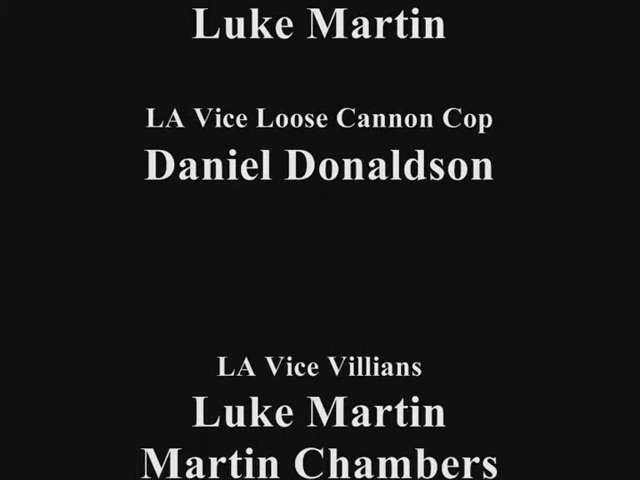 Luke Martin
LA Vice Loose Cannon Cop
Daniel Donaldson
LA Vice Villians
Luke Martin
Martin Chambers